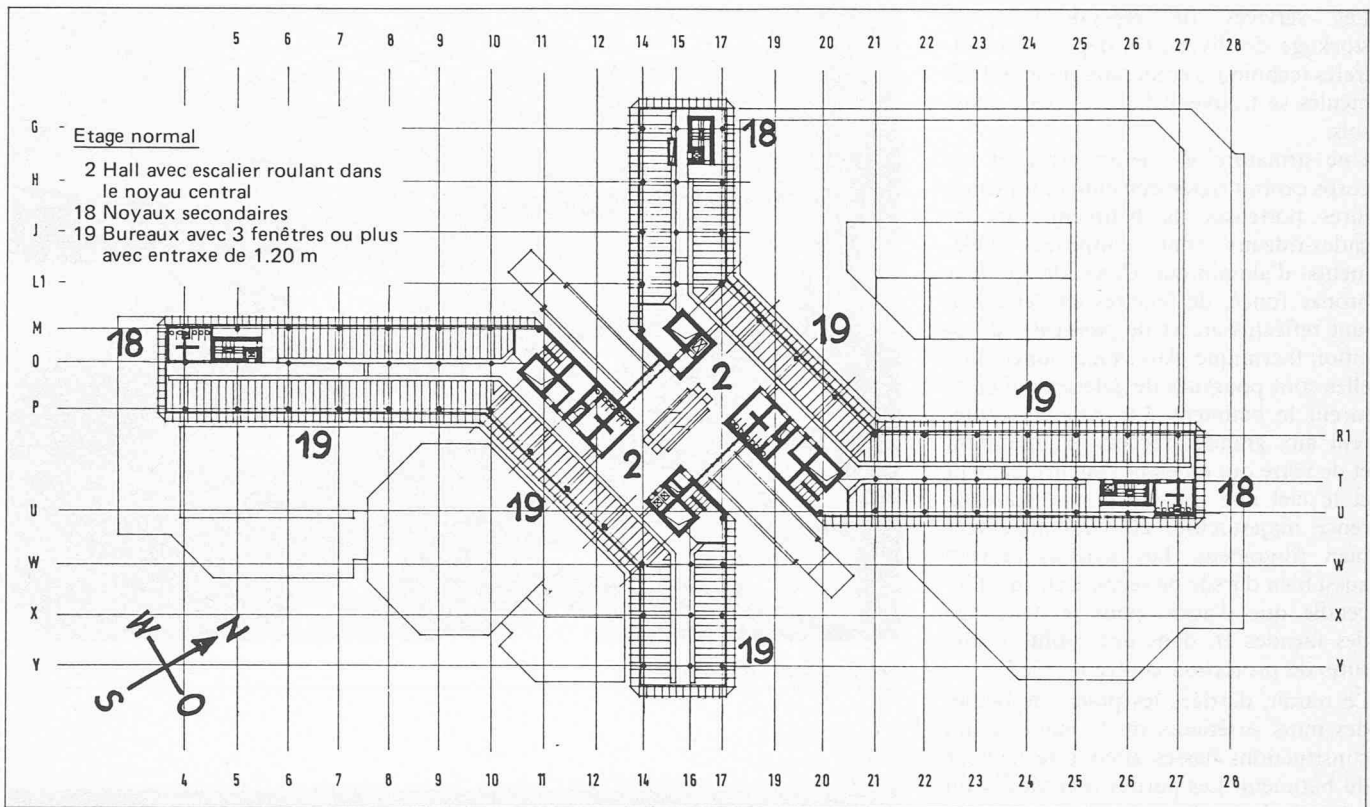 5 6 7 8 9 10 11 12 14 15 17 19 20 21 22 23 24 25 26 27 28
G
18
Etage normal
2 Hall avec escalier roulant dans
le noyau central
18 Noyaux secondaires
19 Bureaux avec 3 fenêtres ou plus
avec entraxe de 1.20 m
H
J
L1
M
18
19
O
2
19
P
R1
19
2
T
18
19
U
U
W
W
X
X
W
N
19
Y
Y
S
O
4 5 6 7 8 9 10 11 12 14 16 17 19 20 21 22 23 24 25 26 27 28